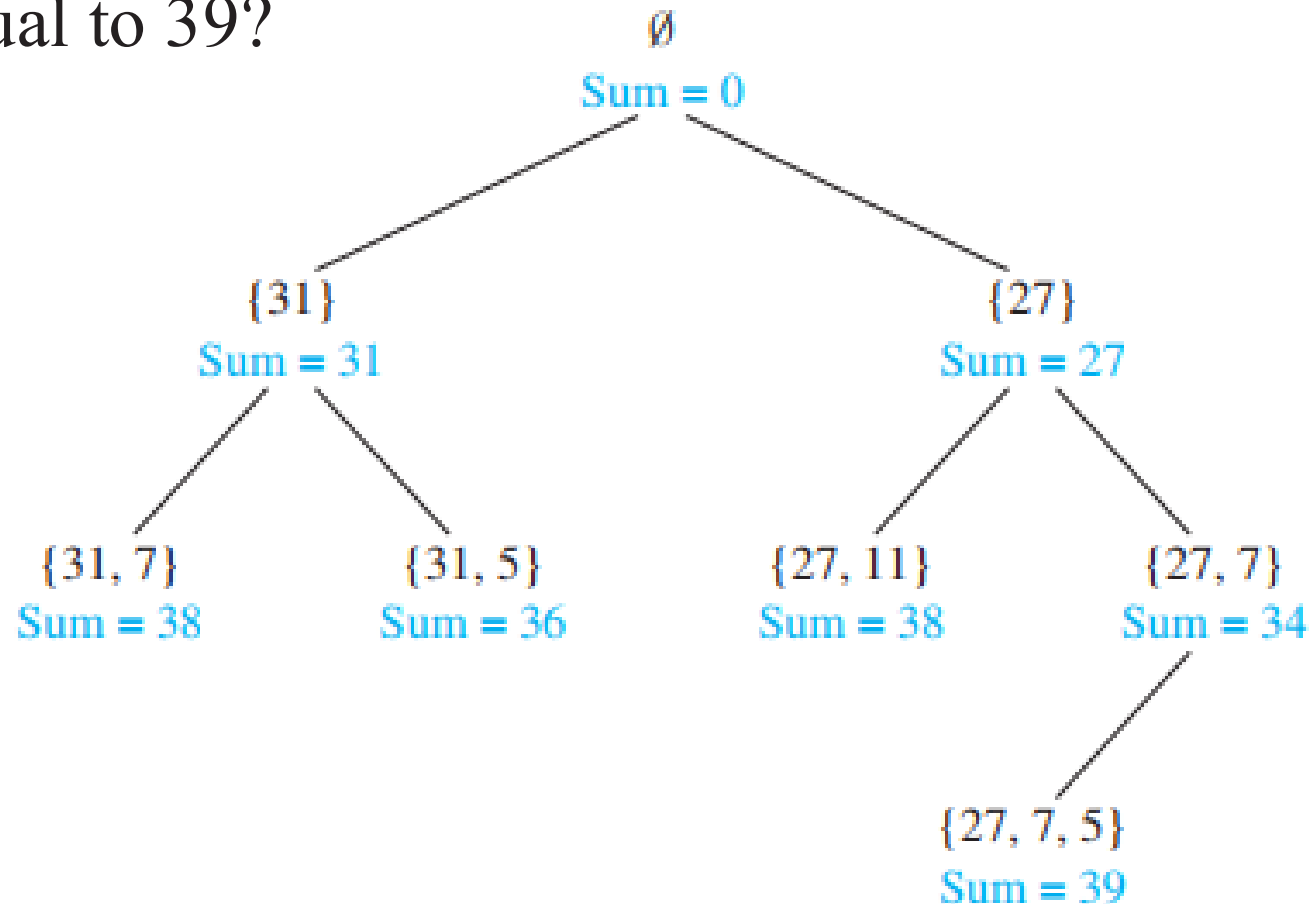 ual to 39?
∅
Sum = 0
{31}
{27}
Sum = 31
Sum = 27
{31, 7}
{31, 5}
{27, 11}
{27, 7}
Sum = 38
Sum = 36
Sum = 38
Sum = 34
{27, 7, 5}
Sum = 39